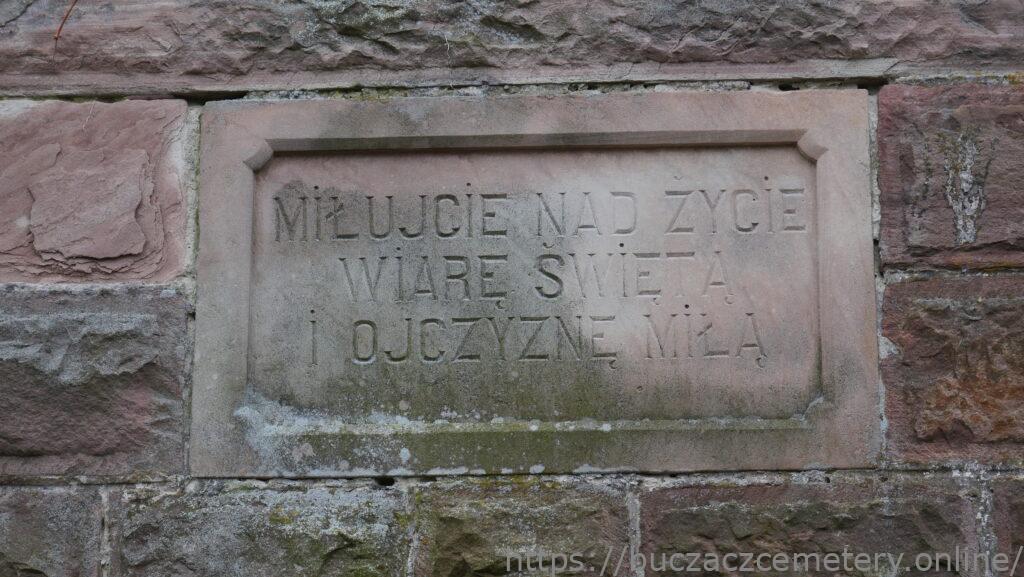 MIŁUJCIE NAD ŻYCIE
WIARĘ ŚWIĘTĄ
I OJCZYZNĘ MIŁĄ
https://buczaczcemetery.online/